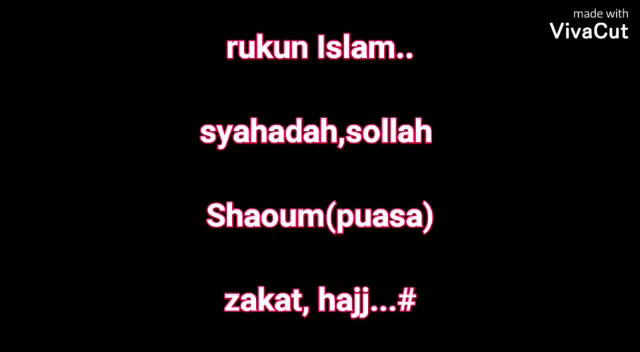 made with
VivaCut
rukun Islam..
syahadah,sollah
Shaoum(puasa)
zakat, hajj...#